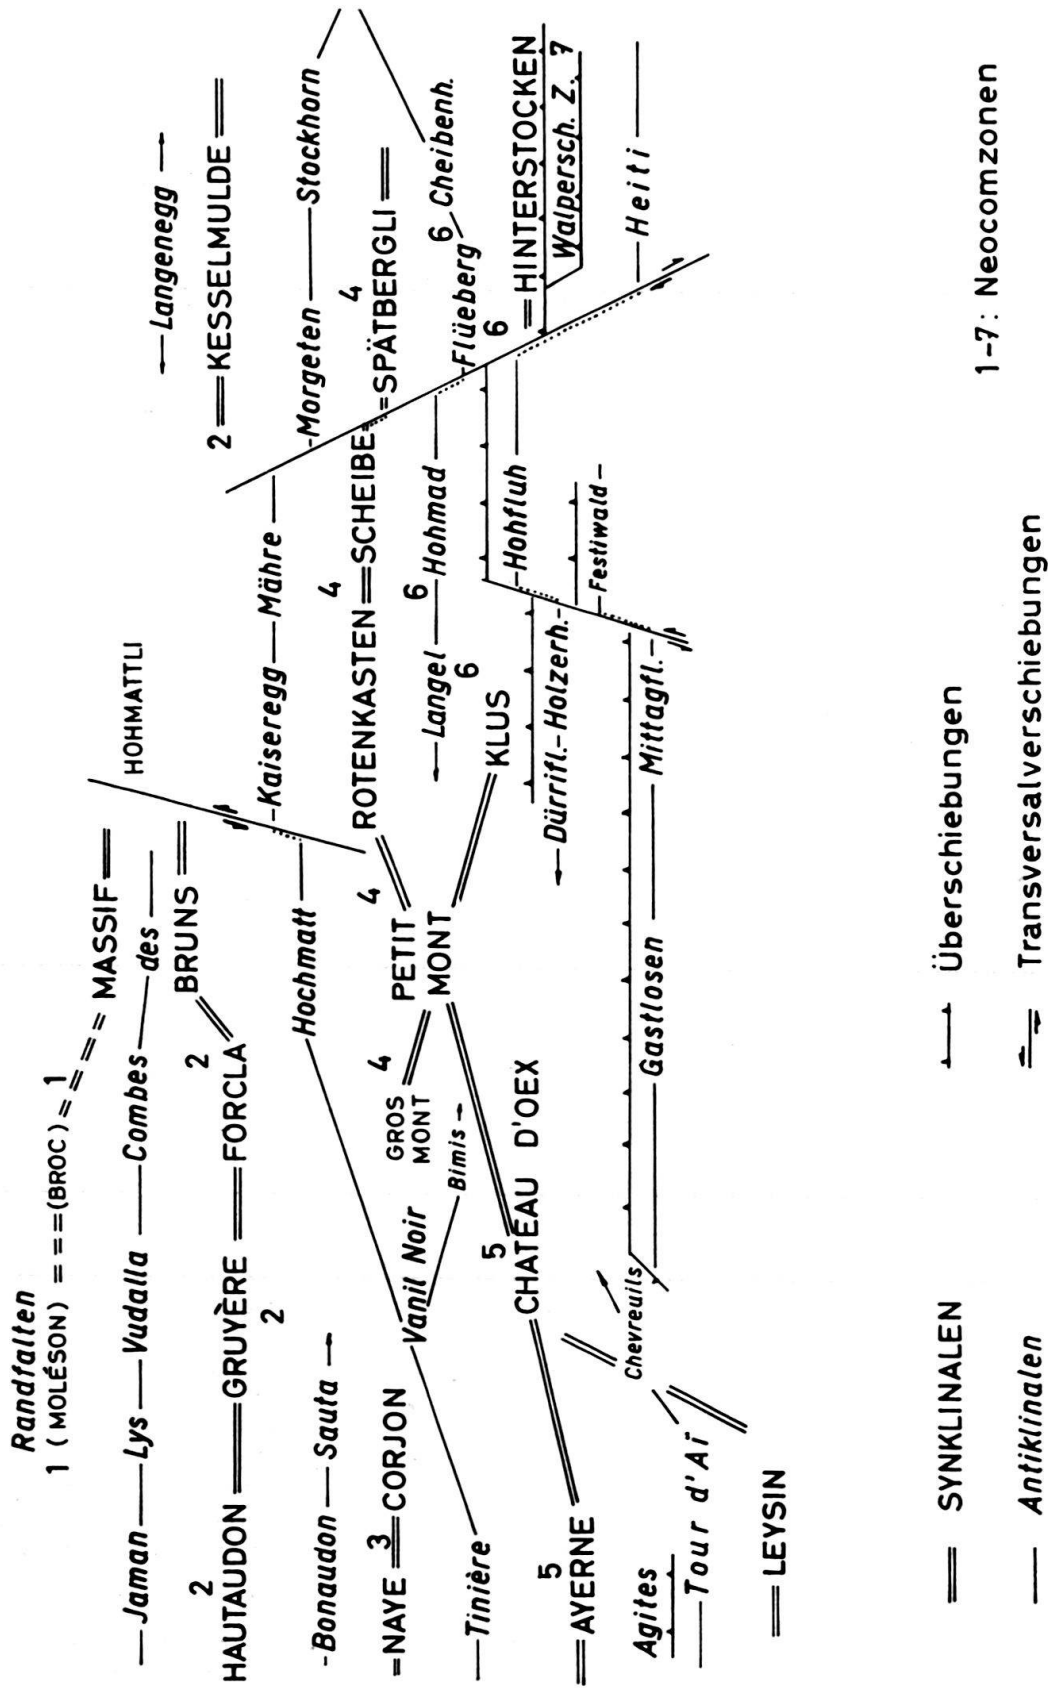 Randfalten
1 (MOLÉSON) = = = (BROC) = 1 = = = MASSIF
HOHMATTLI
Langenegg
Jaman — Lys — Vudalla — Combes — des
2 2 BRUNS 2 KESSELMULDE
HAUTAUDON GRUYÈRE FORCLA
2
-Kaiseregg — Mähre
-Morgeten — Stockhorn
-Bonaudon — Sauta
Hochmatt
4 4
ROTENKASTEN SCHEIBE SPÄTBERGLI
3 4 4
NAYE CORJON
GROS MONT
PETIT MONT
Vanil Noir
Bimis
Langel 6 Hohmad
6
Flüeberg 6 Cheibenh.
Tinière
KLUS
6
HINTERSTOCKEN
Walpersch. Z. 7
5 5
AYERNE CHATEAU D'OEX
Hohfluh
Dürrifl.-Holzerh.-
Festiwald
Heiti
Agites
Tour d'Aï
Chevreuils
Gastlosen — Mittagfl.-
LEYSIN
SYNKLINALEN
Überschiebungen
1-7: Neocomzonen
Antiklinalen
Transversalverschiebungen